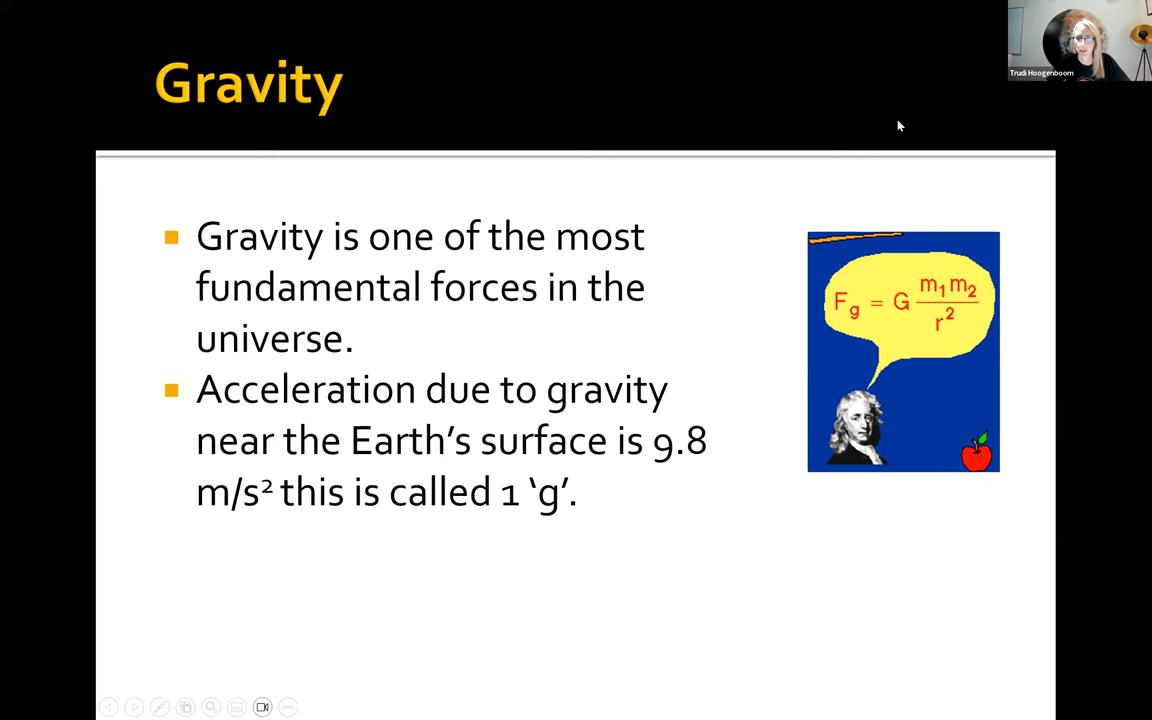 Gravity
Trudi Hoogenboom
Gravity is one of the most
fundamental forces in the
universe.
Acceleration due to gravity
near the Earth’s surface is 9.8
m/s² this is called 1 ‘g’.
F_g = G m₁m₂ / r²